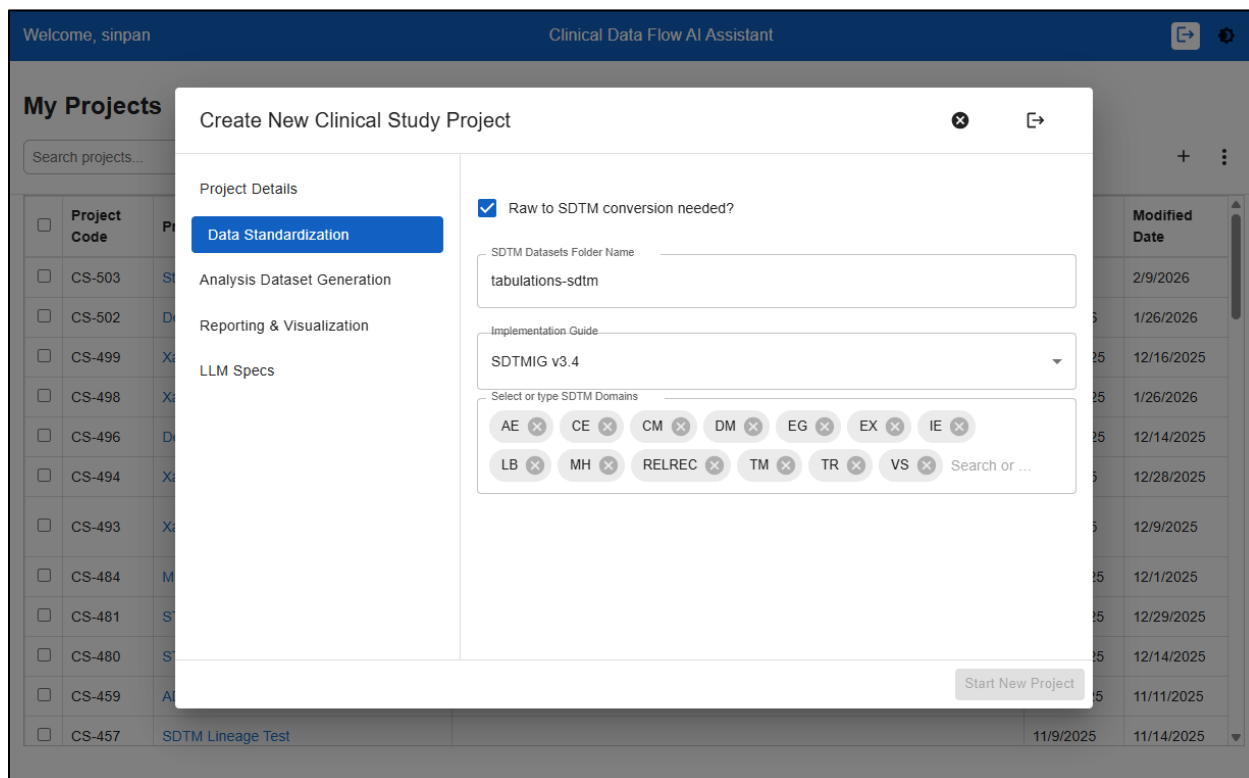 Welcome, sinpan
Clinical Data Flow AI Assistant
My Projects
Search projects...
Create New Clinical Study Project
Project Details
Data Standardization
Analysis Dataset Generation
Reporting & Visualization
LLM Specs
Raw to SDTM conversion needed?
SDTM Datasets Folder Name
tabulations-sdtm
Implementation Guide
SDTMIG v3.4
Select or type SDTM Domains
AE CE CM DM EG EX IE
LB MH RELREC TM TR VS Search or ...
Start New Project
Project Code
Modified Date
CS-503 2/9/2026
CS-502 1/26/2026
CS-499 12/16/2025
CS-498 1/26/2026
CS-496 12/14/2025
CS-494 12/28/2025
CS-493 12/9/2025
CS-484 12/1/2025
CS-481 12/29/2025
CS-480 12/14/2025
CS-459 11/11/2025
CS-457 SDTM Lineage Test 11/9/2025 11/14/2025